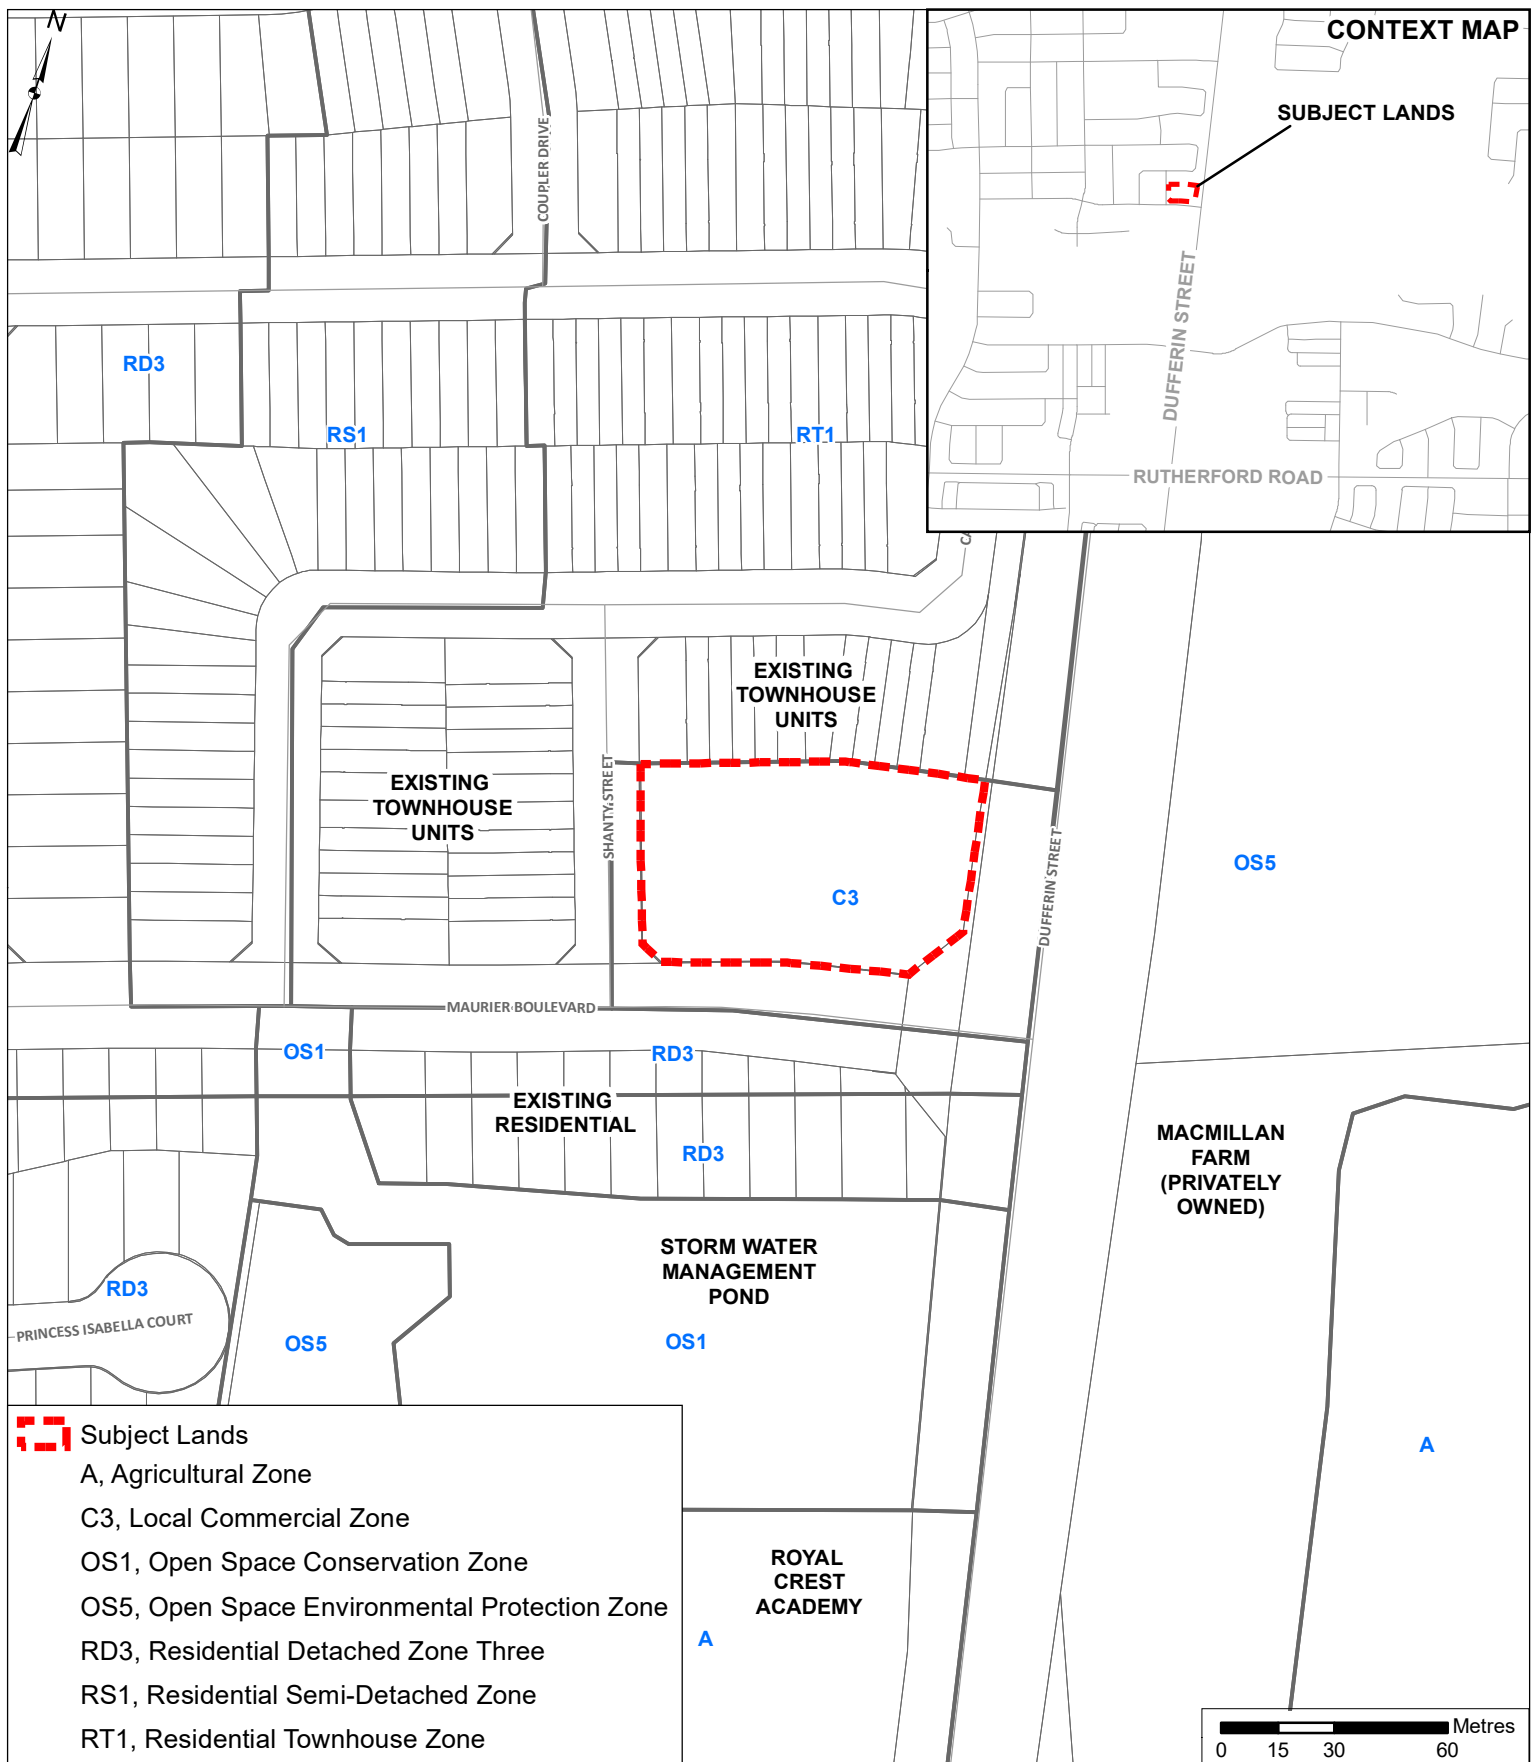 N
CONTEXT MAP
SUBJECT LANDS
DUFFERIN STREET
RUTHERFORD ROAD
COUPLER DRIVE
RD3
RS1
RT1
CA
EXISTING
TOWNHOUSE
UNITS
EXISTING
TOWNHOUSE
UNITS
SHANTY STREET
C3
DUFFERIN STREET
OS5
MAURIER BOULEVARD
OS1
RD3
EXISTING
RESIDENTIAL
RD3
MACMILLAN
FARM
(PRIVATELY
OWNED)
STORM WATER
MANAGEMENT
POND
RD3
PRINCESS ISABELLA COURT
OS5
OS1
A
ROYAL
CREST
ACADEMY
A
Subject Lands
A, Agricultural Zone
C3, Local Commercial Zone
OS1, Open Space Conservation Zone
OS5, Open Space Environmental Protection Zone
RD3, Residential Detached Zone Three
RS1, Residential Semi-Detached Zone
RT1, Residential Townhouse Zone
Metres
0 15 30 60